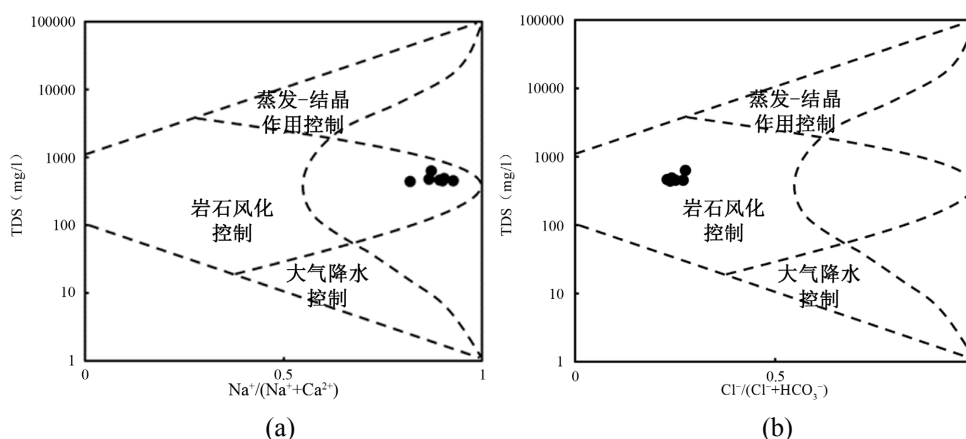 100000
10000
1000
100
10
1
TDS（mg/l）
蒸发-结晶
作用控制
岩石风化
控制
大气降水
控制
0
0.5
1
Na⁺/(Na⁺+Ca²⁺)
(a)
100000
10000
1000
100
10
1
TDS（mg/l）
蒸发-结晶
作用控制
岩石风化
控制
大气降水
控制
0
0.5
Cl⁻/(Cl⁻+HCO₃⁻)
(b)